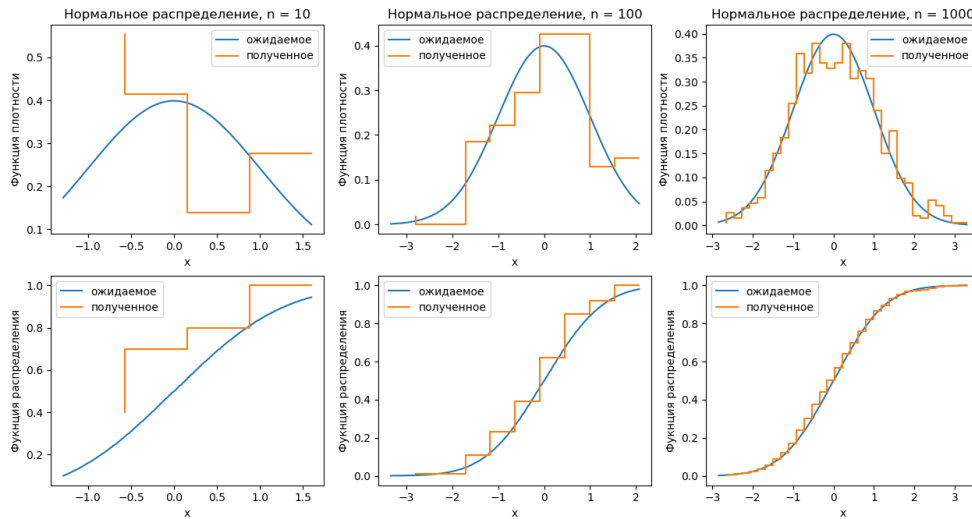 Нормальное распределение, n = 10
Функция плотности
0.5
0.4
0.3
0.2
0.1
ожидаемое
полученное
−1.0 −0.5 0.0 0.5 1.0 1.5
x
Нормальное распределение, n = 100
Функция плотности
0.4
0.3
0.2
0.1
0.0
ожидаемое
полученное
−3 −2 −1 0 1 2
x
Нормальное распределение, n = 1000
Функция плотности
0.40
0.35
0.30
0.25
0.20
0.15
0.10
0.05
0.00
ожидаемое
полученное
−3 −2 −1 0 1 2 3
x
Фукнция распределения
1.0
0.8
0.6
0.4
0.2
ожидаемое
полученное
−1.0 −0.5 0.0 0.5 1.0 1.5
x
Фукнция распределения
1.0
0.8
0.6
0.4
0.2
0.0
ожидаемое
полученное
−3 −2 −1 0 1 2
x
Фукнция распределения
1.0
0.8
0.6
0.4
0.2
0.0
ожидаемое
полученное
−3 −2 −1 0 1 2 3
x